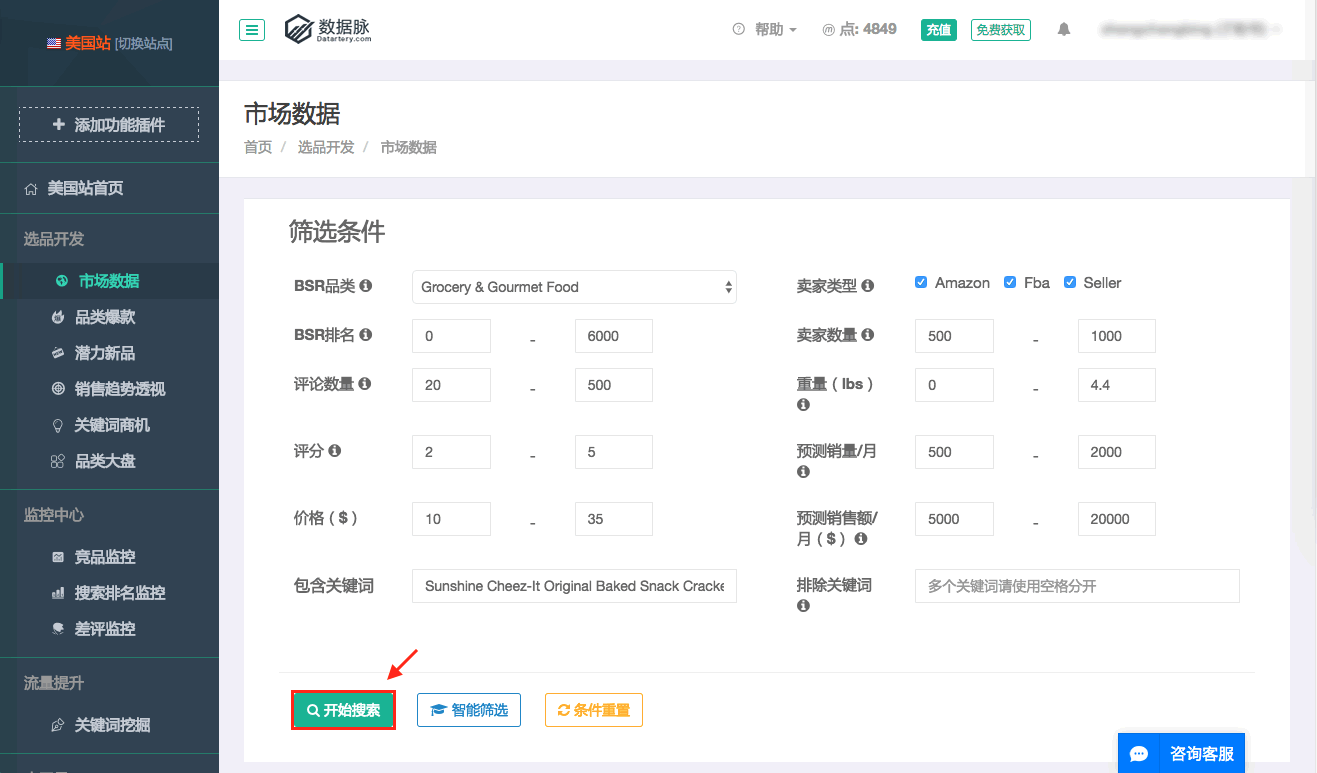 美国站 [切换站点]
数据脉
Datartery.com
帮助
点: 4849
充值
免费获取
添加功能插件
美国站首页
选品开发
市场数据
品类爆款
潜力新品
销售趋势透视
关键词商机
品类大盘
监控中心
竞品监控
搜索排名监控
差评监控
流量提升
关键词挖掘
市场数据
首页 / 选品开发 / 市场数据
筛选条件
BSR品类 Grocery & Gourmet Food
卖家类型 Amazon Fba Seller
BSR排名 0 - 6000
卖家数量 500 - 1000
评论数量 20 - 500
重量 ( lbs ) 0 - 4.4
评分 2 - 5
预测销量/月 500 - 2000
价格 ( $ ) 10 - 35
预测销售额/
月 ( $ ) 5000 - 20000
包含关键词 Sunshine Cheez-It Original Baked Snack Cracke
排除关键词 多个关键词请使用空格分开
开始搜索
智能筛选
条件重置
咨询客服